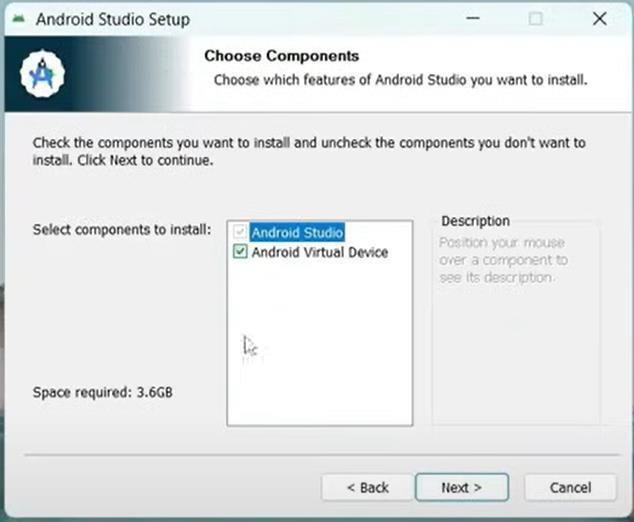 Android Studio Setup
Choose Components
Choose which features of Android Studio you want to install.
Check the components you want to install and uncheck the components you don't want to
install. Click Next to continue.
Select components to install:
Android Studio
Android Virtual Device
Description
Position your mouse
over a component to
see its description.
Space required: 3.6GB
< Back
Next >
Cancel